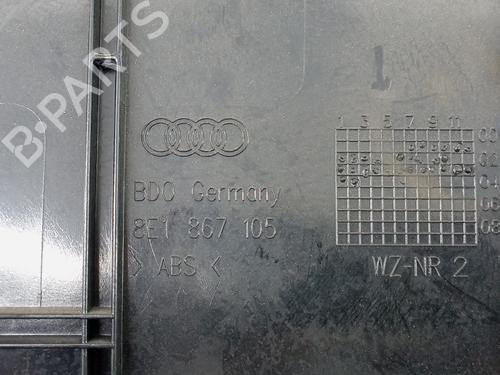 B-PARTS
1
1 3 5 7 9 11
00
02
04
06
08
BDO Germany
8E1 867 105
> ABS <
WZ-NR 2